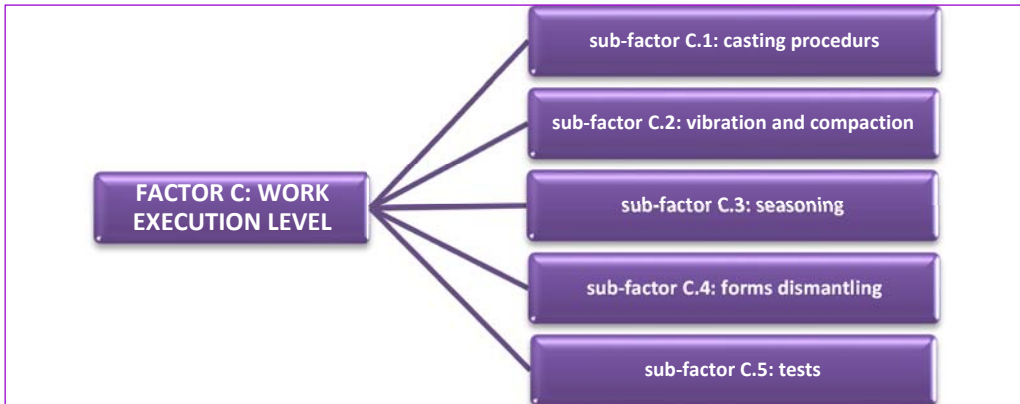 sub-factor C.1: casting procedurs
sub-factor C.2: vibration and compaction
FACTOR C: WORK
EXECUTION LEVEL
sub-factor C.3: seasoning
sub-factor C.4: forms dismantling
sub-factor C.5: tests